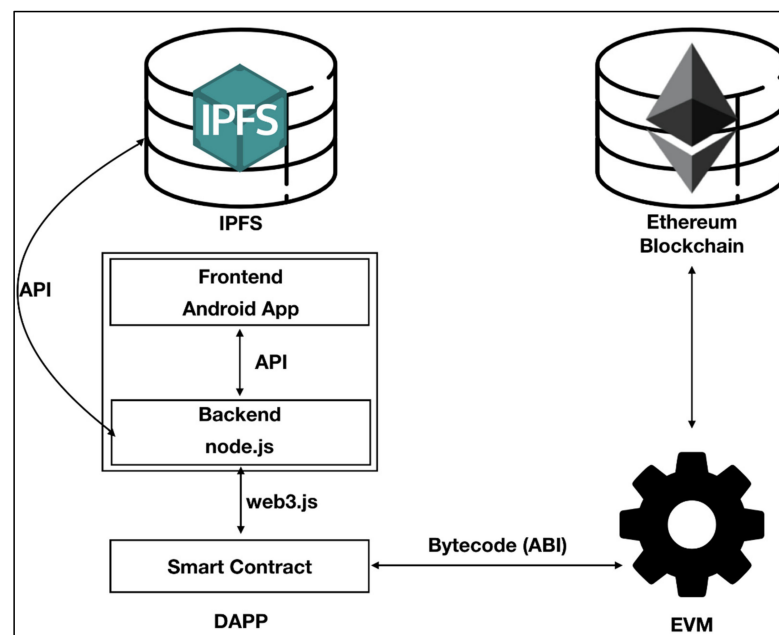 IPFS
IPFS
Ethereum
Blockchain
Frontend
Android App
API
API
Backend
node.js
web3.js
Smart Contract
Bytecode (ABI)
DAPP
EVM